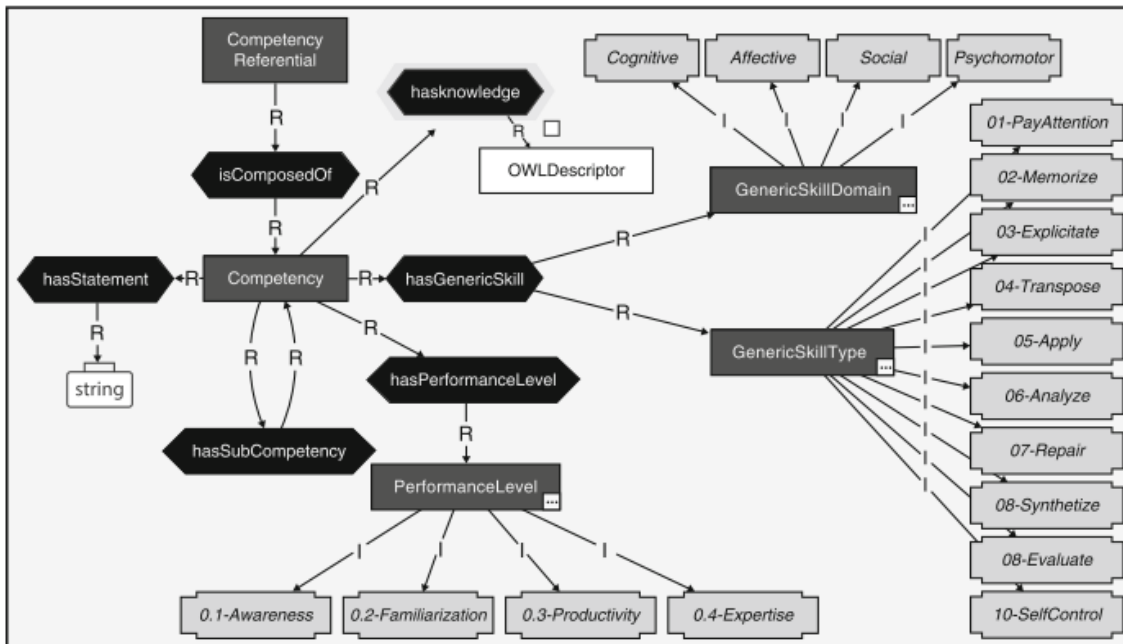 Competency
Referential
Cognitive
Affective
Social
Psychomotor
hasknowledge
R
R
01-PayAttention
I
I
I
I
isComposedOf
R
OWLDescriptor
GenericSkillDomain
...
02-Memorize
R
R
I
03-Explicitate
R
I
hasStatement
R
Competency
R
hasGenericSkill
I
04-Transpose
R
I
R
R
GenericSkillType
...
I
05-Apply
string
R
R
hasPerformanceLevel
I
06-Analyze
I
hasSubCompetency
R
I
07-Repair
PerformanceLevel
...
I
08-Synthetize
I
I
I
I
I
08-Evaluate
0.1-Awareness
0.2-Familiarization
0.3-Productivity
0.4-Expertise
10-SelfControl